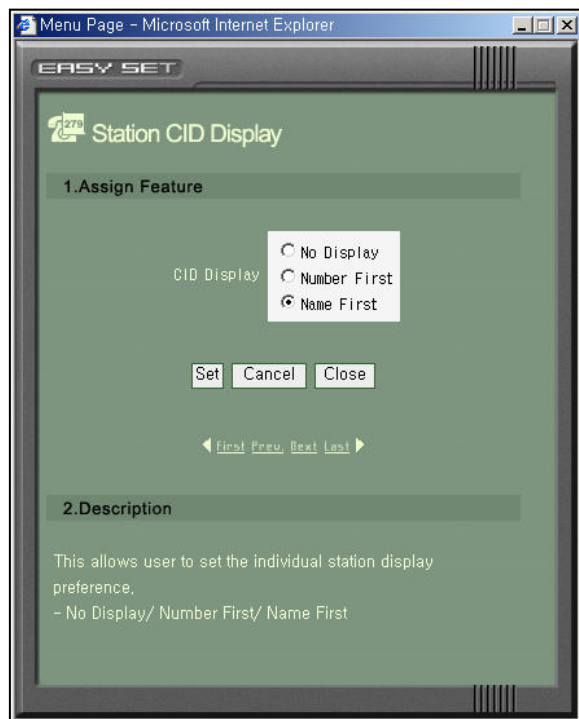 Menu Page - Microsoft Internet Explorer
EASY SET
279
Station CID Display
1.Assign Feature
CID Display
No Display
Number First
Name First
Set Cancel Close
First Prev. Next Last
2.Description
This allows user to set the individual station display
preference,
- No Display/ Number First/ Name First